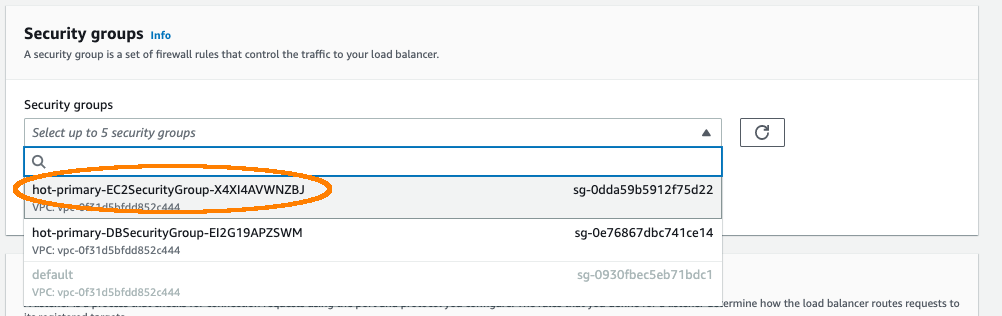 Security groups Info
A security group is a set of firewall rules that control the traffic to your load balancer.
Security groups
Select up to 5 security groups
hot-primary-EC2SecurityGroup-X4XI4AVWNZBJ sg-0dda59b5912f75d22
VPC: vpc-0f31d5bfdd852c444
hot-primary-DBSecurityGroup-EI2G19APZSWM sg-0e76867dbc741ce14
VPC: vpc-0f31d5bfdd852c444
default sg-0930fbec5eb71bdc1
VPC: vpc-0f31d5bfdd852c444
Determine how the load balancer routes requests to